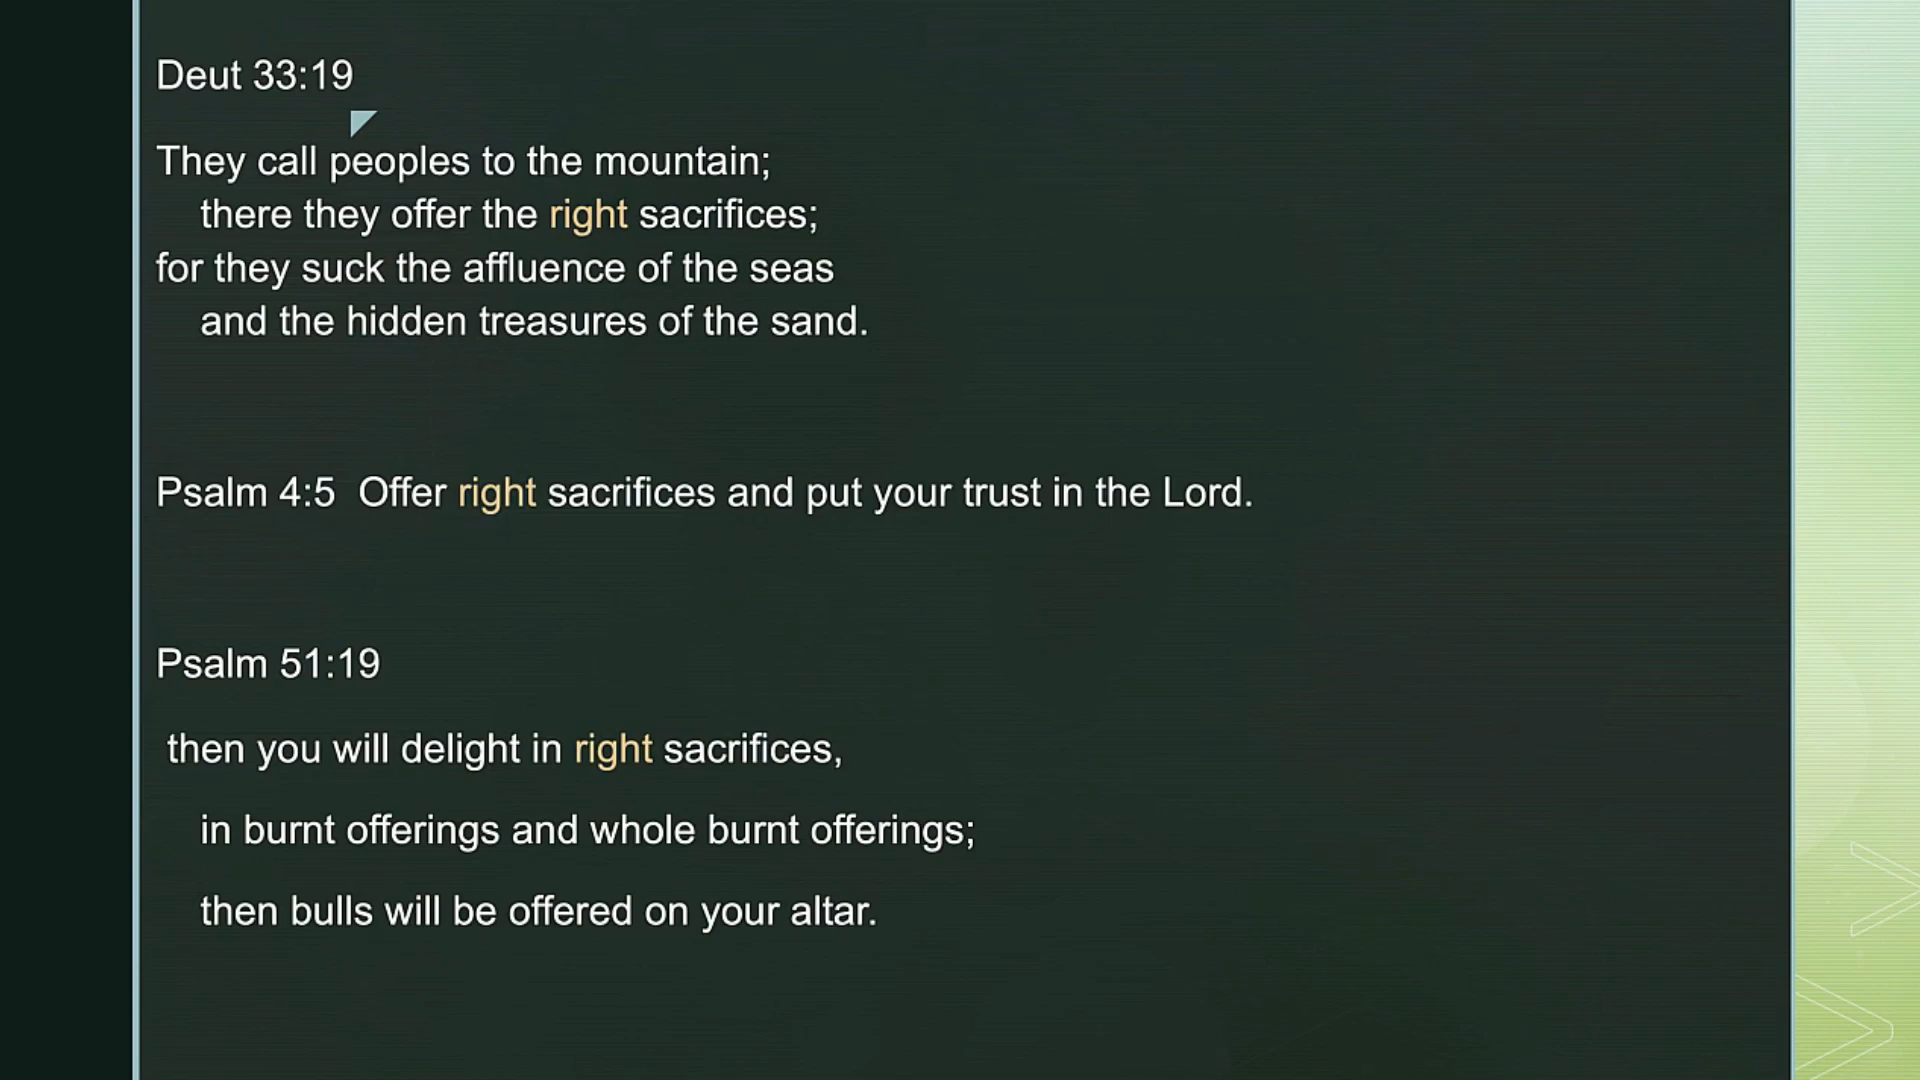 Deut 33:19
They call peoples to the mountain;
there they offer the right sacrifices;
for they suck the affluence of the seas
and the hidden treasures of the sand.
Psalm 4:5  Offer right sacrifices and put your trust in the Lord.
Psalm 51:19
then you will delight in right sacrifices,
in burnt offerings and whole burnt offerings;
then bulls will be offered on your altar.